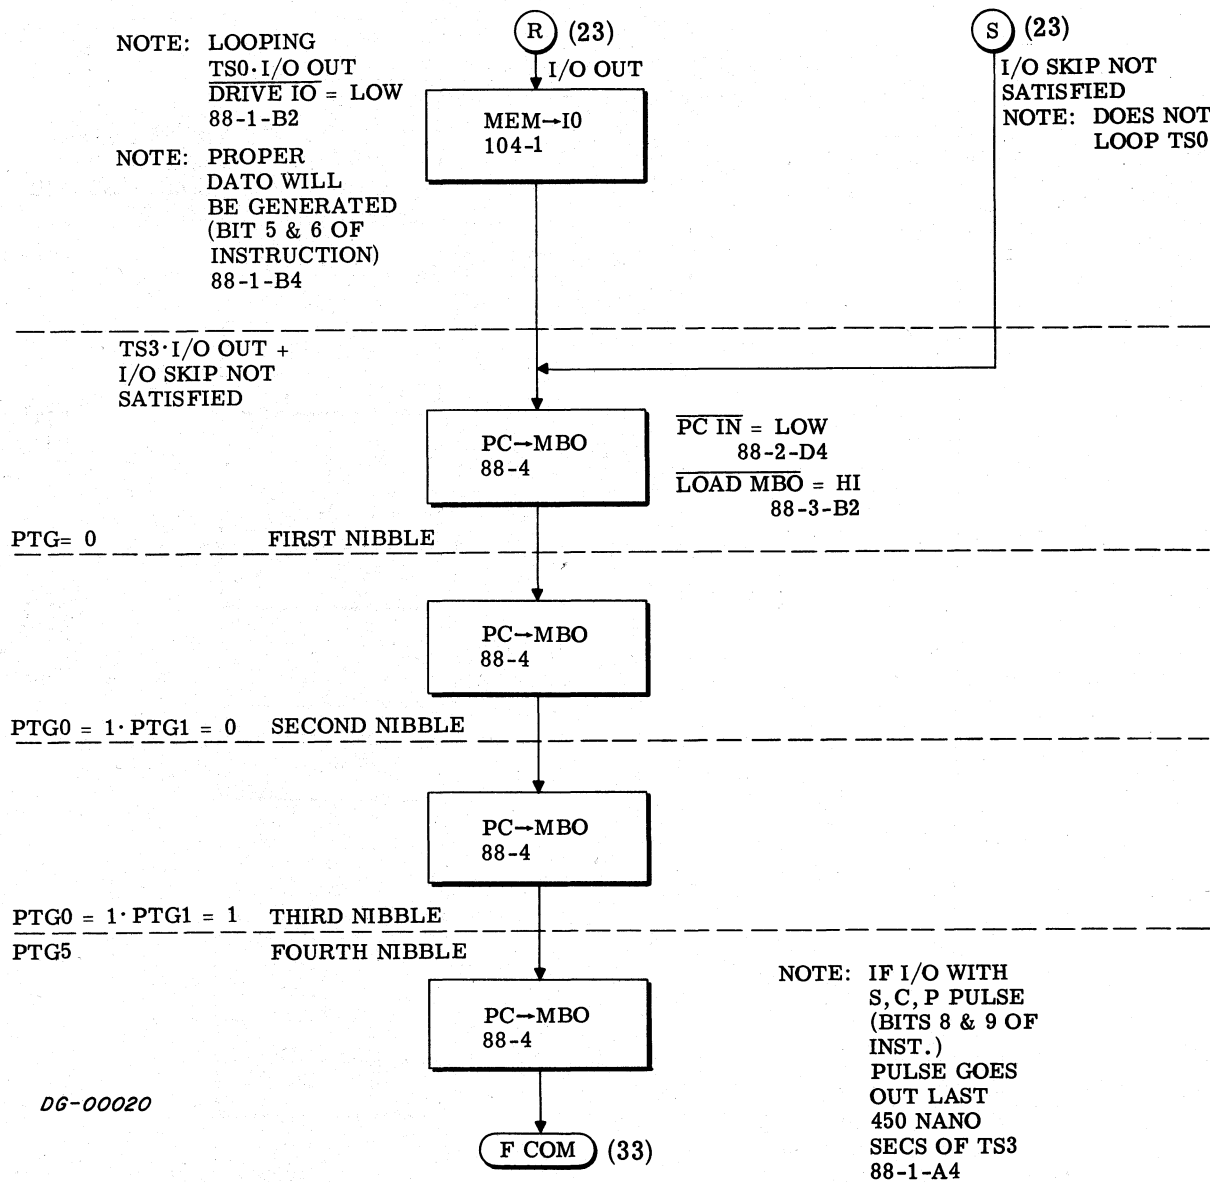 NOTE: LOOPING
TS0·I/O OUT
DRIVE IO = LOW
88-1-B2
NOTE: PROPER
DATO WILL
BE GENERATED
(BIT 5 & 6 OF
INSTRUCTION)
88-1-B4
R (23)
I/O OUT
MEM→I0
104-1
S (23)
I/O SKIP NOT
SATISFIED
NOTE: DOES NOT
LOOP TS0
TS3·I/O OUT +
I/O SKIP NOT
SATISFIED
PC→MBO
88-4
PC IN = LOW
88-2-D4
LOAD MBO = HI
88-3-B2
PTG= 0 FIRST NIBBLE
PC→MBO
88-4
PTG0 = 1·PTG1 = 0 SECOND NIBBLE
PC→MBO
88-4
PTG0 = 1·PTG1 = 1 THIRD NIBBLE
PTG5 FOURTH NIBBLE
PC→MBO
88-4
NOTE: IF I/O WITH
S, C, P PULSE
(BITS 8 & 9 OF
INST.)
PULSE GOES
OUT LAST
450 NANO
SECS OF TS3
88-1-A4
DG-00020
F COM (33)